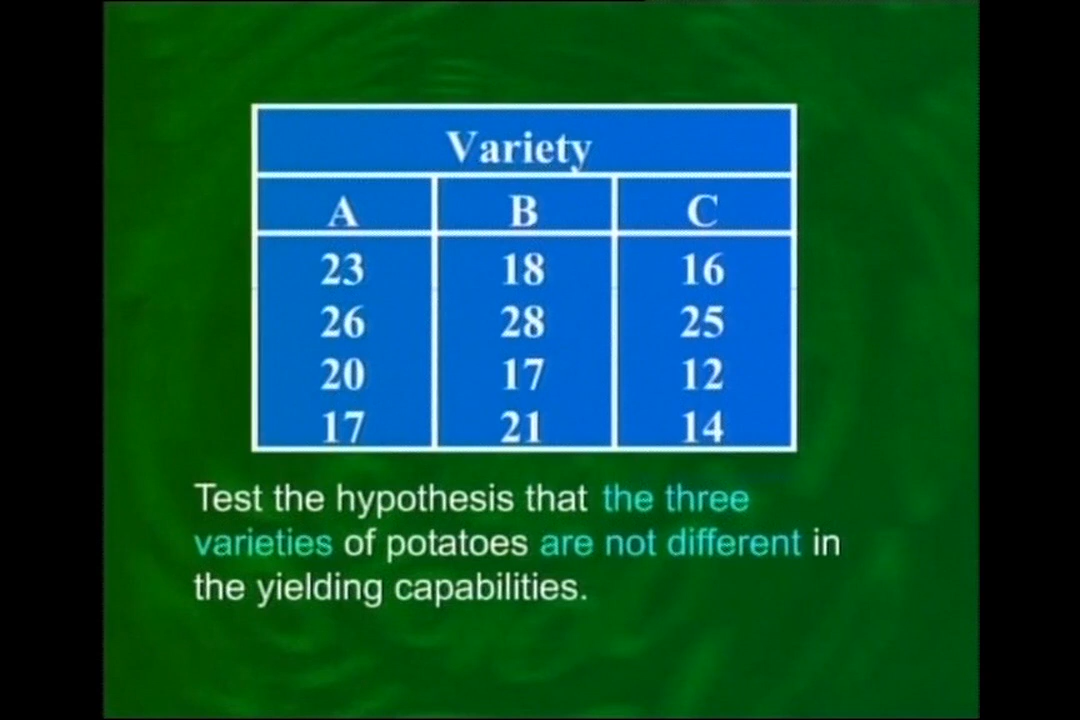 Variety
A B C
23 18 16
26 28 25
20 17 12
17 21 14
Test the hypothesis that the three
varieties of potatoes are not different in
the yielding capabilities.